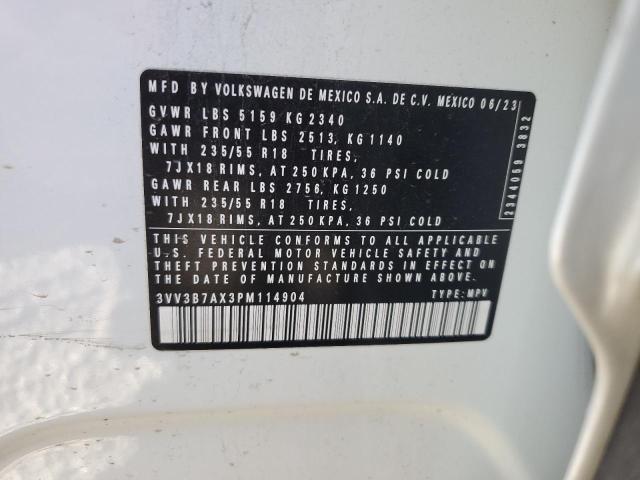 MFD BY VOLKSWAGEN DE MEXICO S.A. DE C.V. MEXICO 06/23
GVWR LBS 5159 KG 2340
GAWR FRONT LBS 2513, KG 1140
WITH 235/55 R18 TIRES,
7JX18 RIMS, AT 250 KPA, 36 PSI COLD
GAWR REAR LBS 2756, KG 1250
WITH 235/55 R18 TIRES,
7JX18 RIMS, AT 250 KPA, 36 PSI COLD
THIS VEHICLE CONFORMS TO ALL APPLICABLE
U.S. FEDERAL MOTOR VEHICLE SAFETY AND
THEFT PREVENTION STANDARDS IN EFFECT ON
THE DATE OF MANUFACTURE SHOWN ABOVE.
3VV3B7AX3PM114904 TYPE: MPV
2344059 3832